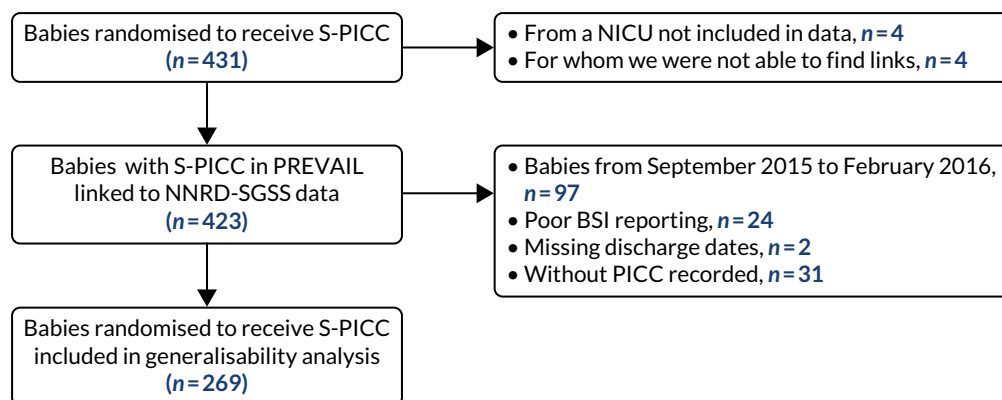 Babies randomised to receive S-PICC
(n=431)
• From a NICU not included in data, n=4
• For whom we were not able to find links, n=4
Babies with S-PICC in PREVAIL
linked to NNRD-SGSS data
(n=423)
• Babies from September 2015 to February 2016,
n=97
• Poor BSI reporting, n=24
• Missing discharge dates, n=2
• Without PICC recorded, n=31
Babies randomised to receive S-PICC
included in generalisability analysis
(n=269)